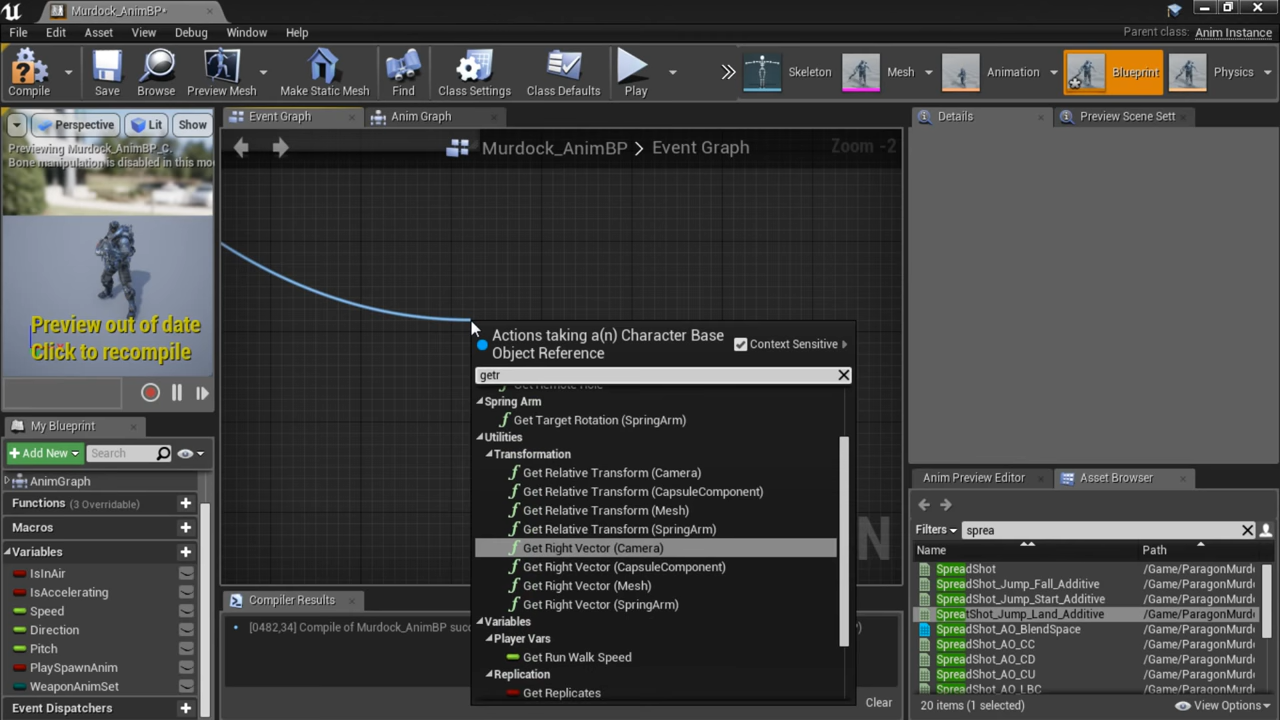 Murdock_AnimBP*
File Edit Asset View Debug Window Help
Parent class: Anim Instance
Compile Save Browse Preview Mesh Make Static Mesh Find Class Settings Class Defaults Play Skeleton Mesh Animation Blueprint Physics
Perspective Lit Show
Previewing Murdock_AnimBP_C.
Bone manipulation is disabled in this mo
Preview out of date
Click to recompile
My Blueprint
Add New Search
AnimGraph
Functions (3 Overridable)
Macros
Variables
IsInAir
IsAccelerating
Speed
Direction
Pitch
PlaySpawnAnim
WeaponAnimSet
Event Dispatchers
Event Graph Anim Graph
Murdock_AnimBP > Event Graph
Zoom -2
Actions taking a(n) Character Base
Object Reference
Context Sensitive
getr
Get Remote Role
Spring Arm
Get Target Rotation (SpringArm)
Utilities
Transformation
Get Relative Transform (Camera)
Get Relative Transform (CapsuleComponent)
Get Relative Transform (Mesh)
Get Relative Transform (SpringArm)
Get Right Vector (Camera)
Get Right Vector (CapsuleComponent)
Get Right Vector (Mesh)
Get Right Vector (SpringArm)
Variables
Player Vars
Get Run Walk Speed
Replication
Get Replicates
N
Compiler Results
[0482,34] Compile of Murdock_AnimBP succ
Clear
Details Preview Scene Sett
Anim Preview Editor Asset Browser
Filters sprea
Name Path
SpreadShot /Game/ParagonMurd
SpreadShot_Jump_Fall_Additive /Game/ParagonMurd
SpreadShot_Jump_Start_Additive /Game/ParagonMurd
SpreatShot_Jump_Land_Additive /Game/ParagonMurd
SpreadShot_AO_BlendSpace /Game/ParagonMurd
SpreadShot_AO_CC /Game/ParagonMurd
SpreadShot_AO_CD /Game/ParagonMurd
SpreadShot_AO_CU /Game/ParagonMurd
SpreadShot_AO_LBC /Game/ParagonMurd
20 items (1 selected) View Options